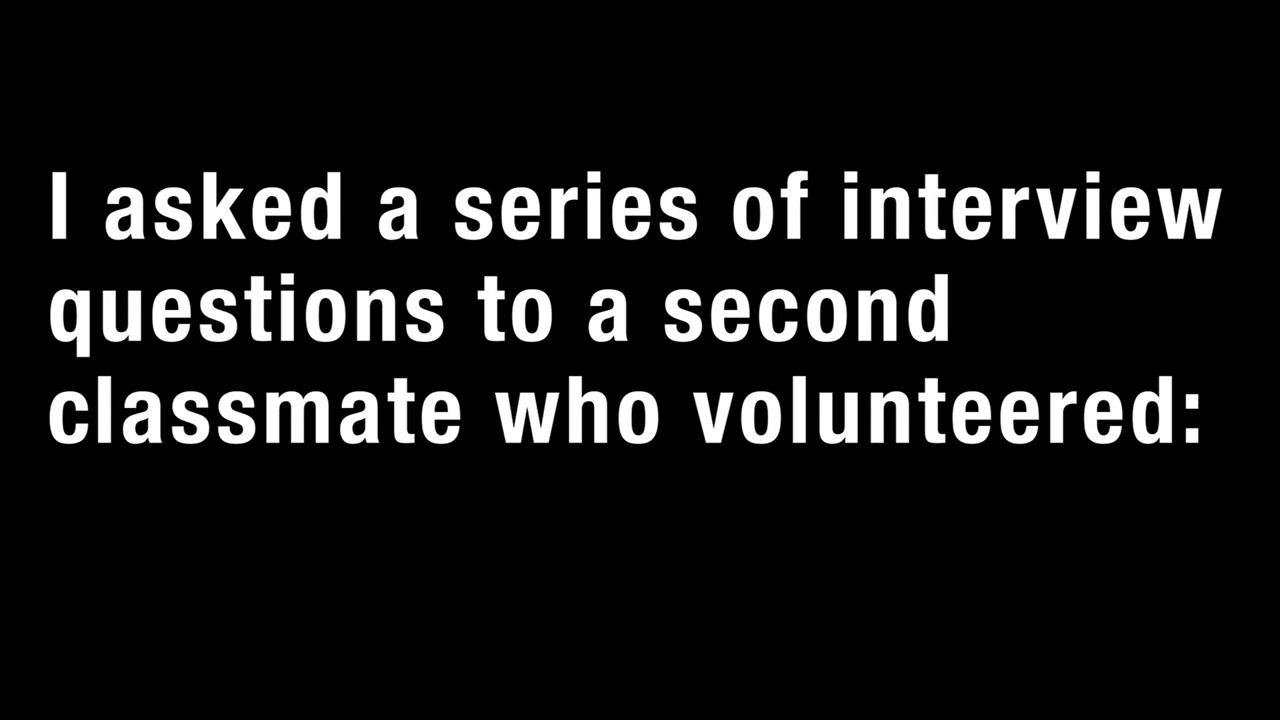 I asked a series of interview
questions to a second
classmate who volunteered: